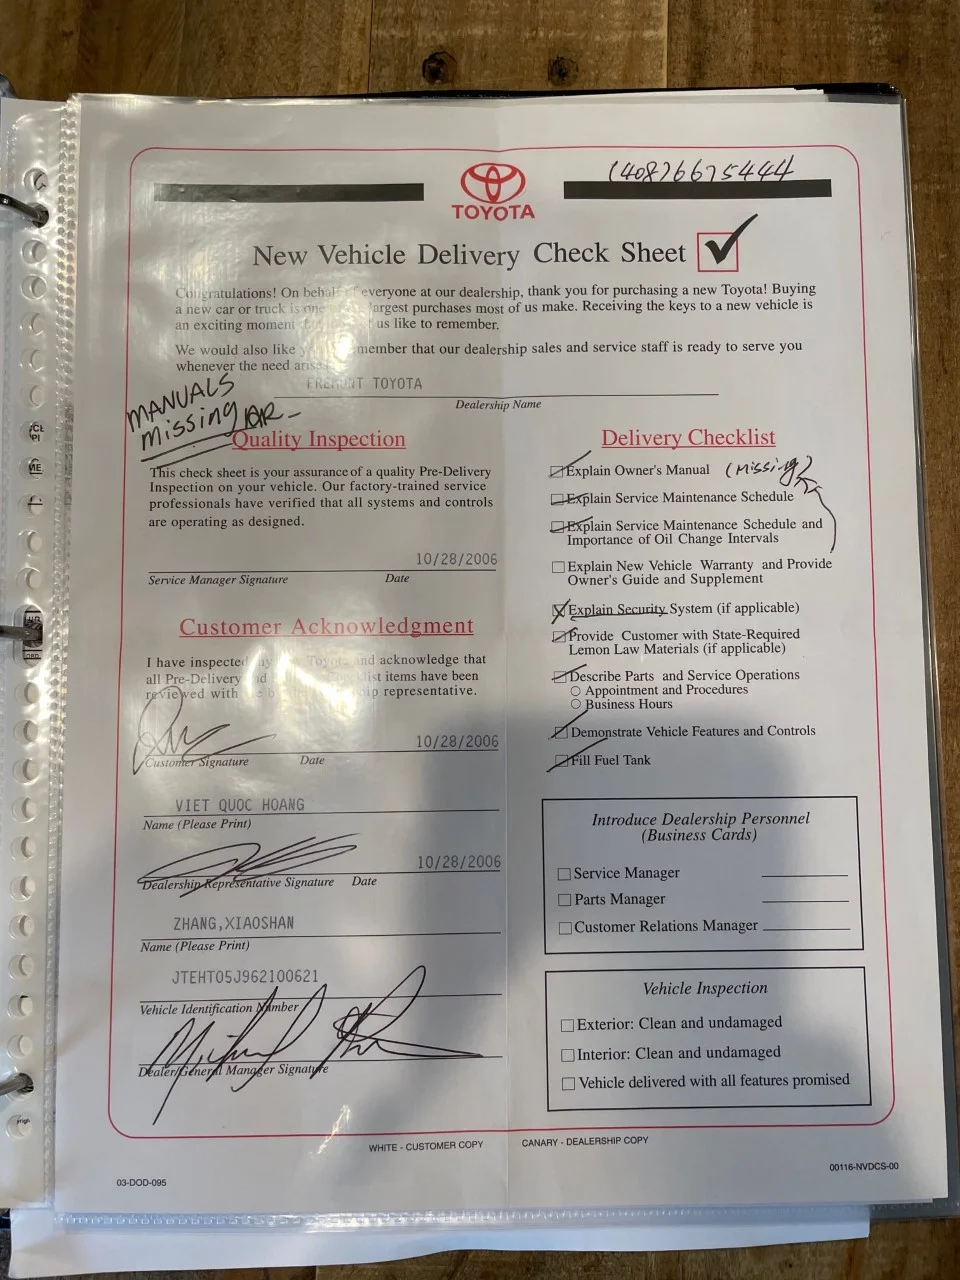 (408)6675444
TOYOTA
New Vehicle Delivery Check Sheet
Congratulations! On behalf of everyone at our dealership, thank you for purchasing a new Toyota! Buying
a new car or truck is one largest purchases most of us make. Receiving the keys to a new vehicle is
an exciting moment us like to remember.
We would also like remember that our dealership sales and service staff is ready to serve you
whenever the need arises
FREMONT TOYOTA
Dealership Name
MANUALS
Missing
Quality Inspection
This check sheet is your assurance of a quality Pre-Delivery
Inspection on your vehicle. Our factory-trained service
professionals have verified that all systems and controls
are operating as designed.
10/28/2006
Service Manager Signature Date
Customer Acknowledgment
I have inspected my Toyota and acknowledge that
all Pre-Delivery and list items have been
reviewed with representative.
10/28/2006
Customer Signature Date
VIET QUOC HOANG
Name (Please Print)
10/28/2006
Dealership Representative Signature Date
ZHANG,XIAOSHAN
Name (Please Print)
JTEHT05J962100621
Vehicle Identification Number
Dealer/General Manager Signature
Delivery Checklist
Explain Owner's Manual (Missing)
Explain Service Maintenance Schedule
Explain Service Maintenance Schedule and
Importance of Oil Change Intervals
Explain New Vehicle Warranty and Provide
Owner's Guide and Supplement
Explain Security System (if applicable)
Provide Customer with State-Required
Lemon Law Materials (if applicable)
Describe Parts and Service Operations
Appointment and Procedures
Business Hours
Demonstrate Vehicle Features and Controls
Fill Fuel Tank
Introduce Dealership Personnel
(Business Cards)
Service Manager
Parts Manager
Customer Relations Manager
Vehicle Inspection
Exterior: Clean and undamaged
Interior: Clean and undamaged
Vehicle delivered with all features promised
WHITE - CUSTOMER COPY CANARY - DEALERSHIP COPY
03-DOD-095
00116-NVDCS-00